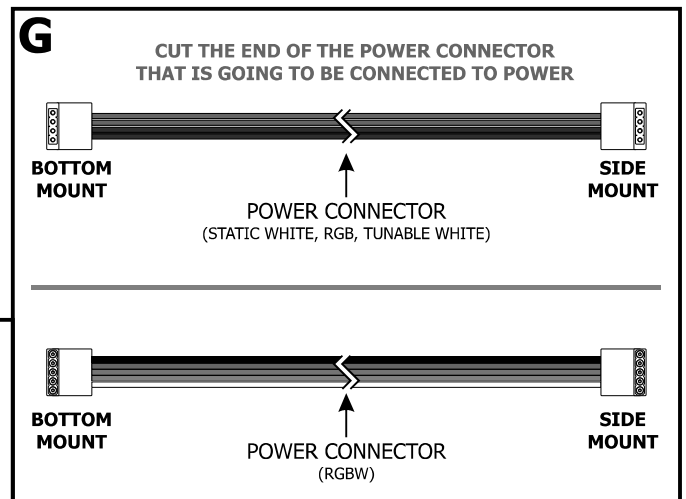 G
CUT THE END OF THE POWER CONNECTOR
THAT IS GOING TO BE CONNECTED TO POWER
BOTTOM
MOUNT
SIDE
MOUNT
POWER CONNECTOR
(STATIC WHITE, RGB, TUNABLE WHITE)
BOTTOM
MOUNT
SIDE
MOUNT
POWER CONNECTOR
(RGBW)